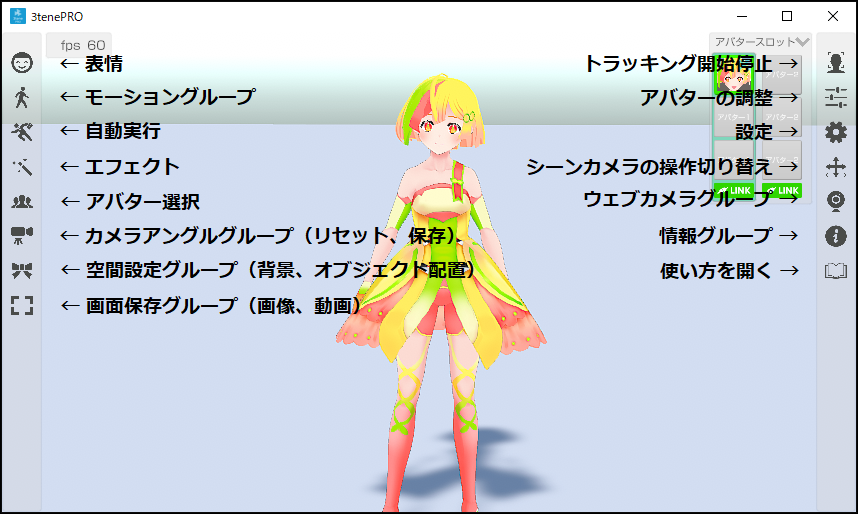 3tenePRO
fps 60
アバタースロット
← 表情
トラッキング開始停止 →
← モーショングループ
アバターの調整 →
← 自動実行
設定 →
← エフェクト
シーンカメラの操作切り替え →
← アバター選択
ウェブカメラグループ →
LINK
LINK
← カメラアングルグループ（リセット、保存）
情報グループ →
← 空間設定グループ（背景、オブジェクト配置）
使い方を開く →
← 画面保存グループ（画像、動画）